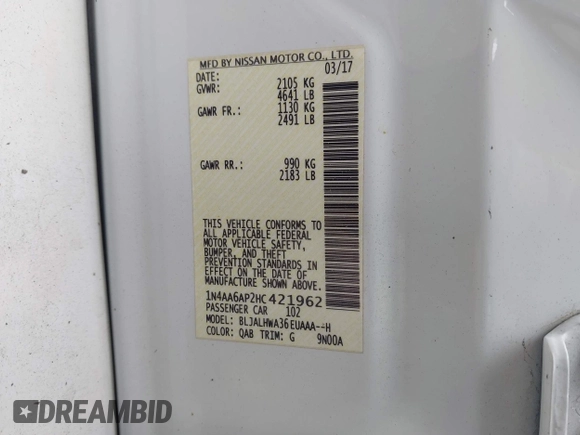 MFD BY NISSAN MOTOR CO., LTD.
DATE: 03/17
GVWR: 2105 KG
4641 LB
GAWR FR.: 1130 KG
2491 LB
GAWR RR.: 990 KG
2183 LB
THIS VEHICLE CONFORMS TO
ALL APPLICABLE FEDERAL
MOTOR VEHICLE SAFETY,
BUMPER, AND THEFT
PREVENTION STANDARDS IN
EFFECT ON THE DATE OF
MANUFACTURE SHOWN ABOVE.
1N4AA6AP2HC421962
PASSENGER CAR 102
MODEL: BLJALHWA36EUAAA--H
COLOR: QAB TRIM: G 9N00A
DREAMBID